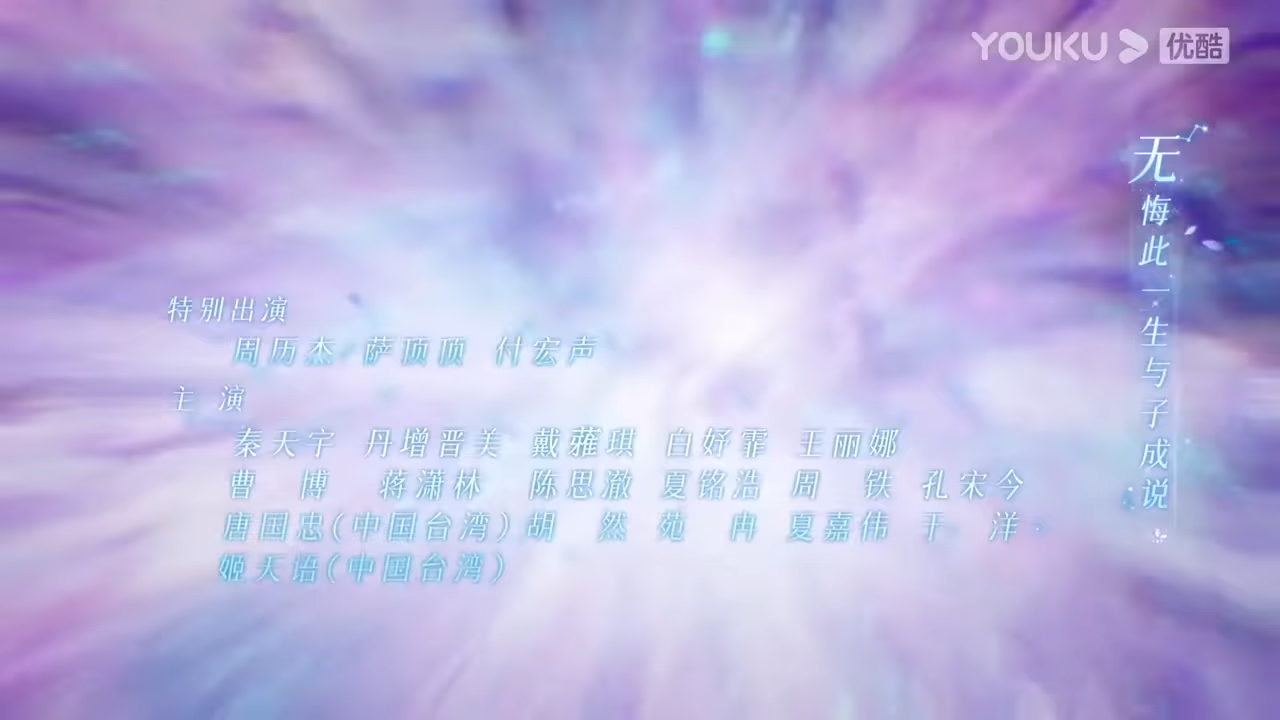 YOUKU 优酷
特别出演
周历杰 萨顶顶 付宏声
主 演
秦天宇 丹增晋美 戴蕥琪 白妤霏 王丽娜
曹 博 蒋潇林 陈思澈 夏铭浩 周 铁 孔宋今
唐国忠(中国台湾) 胡 然 苑 冉 夏嘉伟 于 洋
姬天语(中国台湾)
无悔此一生与子成说